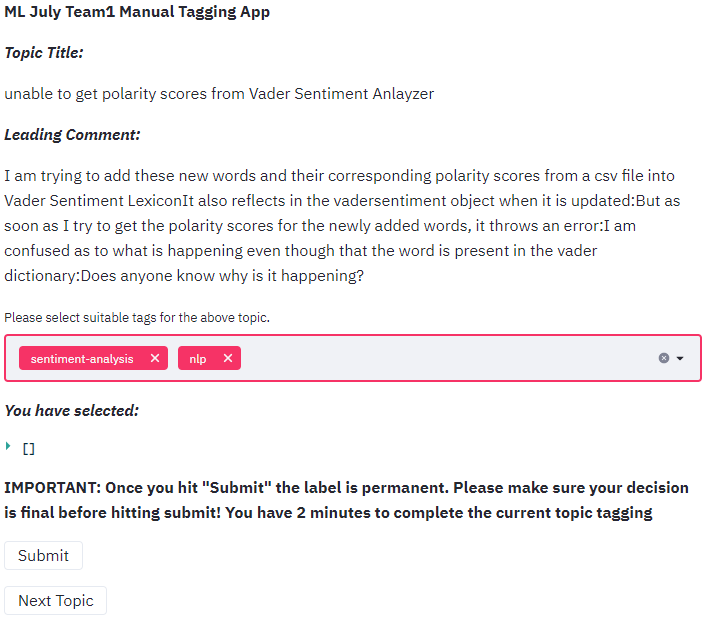 ML July Team1 Manual Tagging App
Topic Title:
unable to get polarity scores from Vader Sentiment Anlayzer
Leading Comment:
I am trying to add these new words and their corresponding polarity scores from a csv file into
Vader Sentiment LexiconIt also reflects in the vadersentiment object when it is updated:But as
soon as I try to get the polarity scores for the newly added words, it throws an error:I am
confused as to what is happening even though that the word is present in the vader
dictionary:Does anyone know why is it happening?
Please select suitable tags for the above topic.
sentiment-analysis × nlp ×
You have selected:
[]
IMPORTANT: Once you hit "Submit" the label is permanent. Please make sure your decision
is final before hitting submit! You have 2 minutes to complete the current topic tagging
Submit
Next Topic